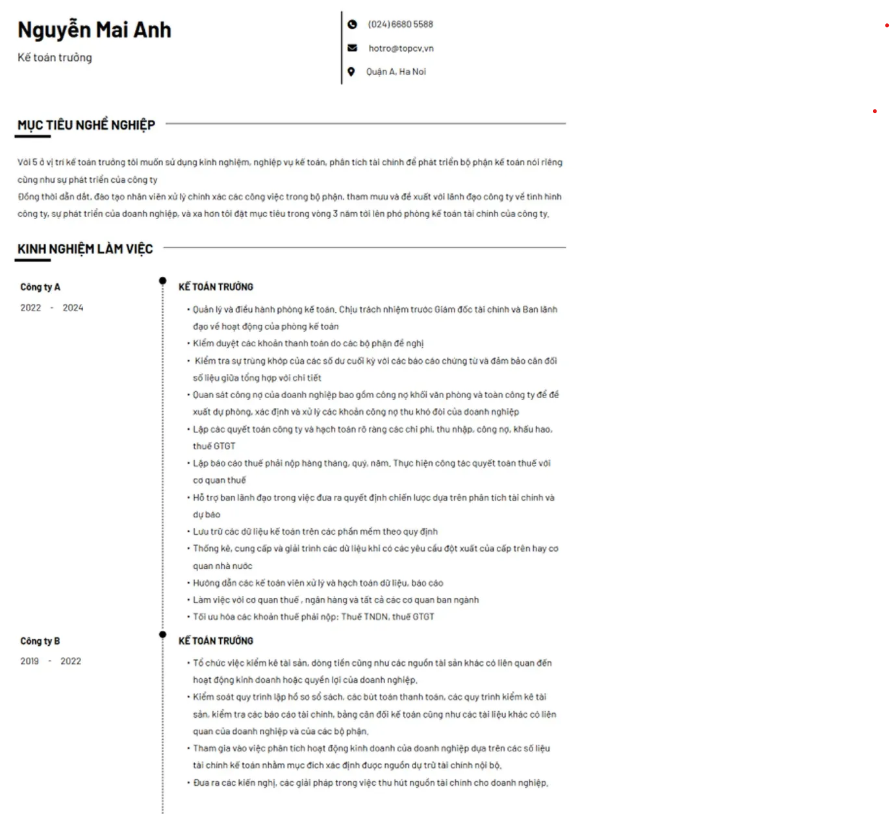 Nguyễn Mai Anh
Kế toán trưởng
(024) 6680 5588
hotro@topcv.vn
Quận A, Ha Noi
MỤC TIÊU NGHỀ NGHIỆP
Với 5 ở vị trí kế toán trưởng tôi muốn sử dụng kinh nghiệm, nghiệp vụ kế toán, phân tích tài chính để phát triển bộ phận kế toán nói riêng
cũng như sự phát triển của công ty
Đồng thời dẫn dắt, đào tạo nhân viên xử lý chính xác các công việc trong bộ phận, tham mưu và đề xuất với lãnh đạo công ty về tình hình
công ty, sự phát triển của doanh nghiệp, và xa hơn tôi đặt mục tiêu trong vòng 3 năm tới lên phó phòng kế toán tài chính của công ty.
KINH NGHIỆM LÀM VIỆC
Công ty A
2022 - 2024
KẾ TOÁN TRƯỞNG
• Quản lý và điều hành phòng kế toán. Chịu trách nhiệm trước Giám đốc tài chính và Ban lãnh
đạo về hoạt động của phòng kế toán
• Kiểm duyệt các khoản thanh toán do các bộ phận đề nghị
• Kiểm tra sự trùng khớp của các số dư cuối kỳ với các báo cáo chứng từ và đảm bảo cân đối
số liệu giữa tổng hợp với chi tiết
• Quan sát công nợ của doanh nghiệp bao gồm công nợ khối văn phòng và toàn công ty để đề
xuất dự phòng, xác định và xử lý các khoản công nợ thu khó đòi của doanh nghiệp
• Lập các quyết toán công ty và hạch toán rõ ràng các chi phí, thu nhập, công nợ, khấu hao,
thuế GTGT
• Lập báo cáo thuế phải nộp hàng tháng, quý, năm. Thực hiện công tác quyết toán thuế với
cơ quan thuế
• Hỗ trợ ban lãnh đạo trong việc đưa ra quyết định chiến lược dựa trên phân tích tài chính và
dự báo
• Lưu trữ các dữ liệu kế toán trên các phần mềm theo quy định
• Thống kê, cung cấp và giải trình các dữ liệu khi có các yêu cầu đột xuất của cấp trên hay cơ
quan nhà nước
• Hướng dẫn các kế toán viên xử lý và hạch toán dữ liệu, báo cáo
• Làm việc với cơ quan thuế , ngân hàng và tất cả các cơ quan ban ngành
• Tối ưu hóa các khoản thuế phải nộp: Thuế TNDN, thuế GTGT
Công ty B
2019 - 2022
KẾ TOÁN TRƯỞNG
• Tổ chức việc kiểm kê tài sản, dòng tiền cũng như các nguồn tài sản khác có liên quan đến
hoạt động kinh doanh hoặc quyền lợi của doanh nghiệp.
• Kiểm soát quy trình lập hồ sơ sổ sách, các bút toán thanh toán, các quy trình kiểm kê tài
sản, kiểm tra các báo cáo tài chính, bảng cân đối kế toán cũng như các tài liệu khác có liên
quan của doanh nghiệp và của các bộ phận.
• Tham gia vào việc phân tích hoạt động kinh doanh của doanh nghiệp dựa trên các số liệu
tài chính kế toán nhằm mục đích xác định được nguồn dự trữ tài chính nội bộ.
• Đưa ra các kiến nghị, các giải pháp trong việc thu hút nguồn tài chính cho doanh nghiệp.